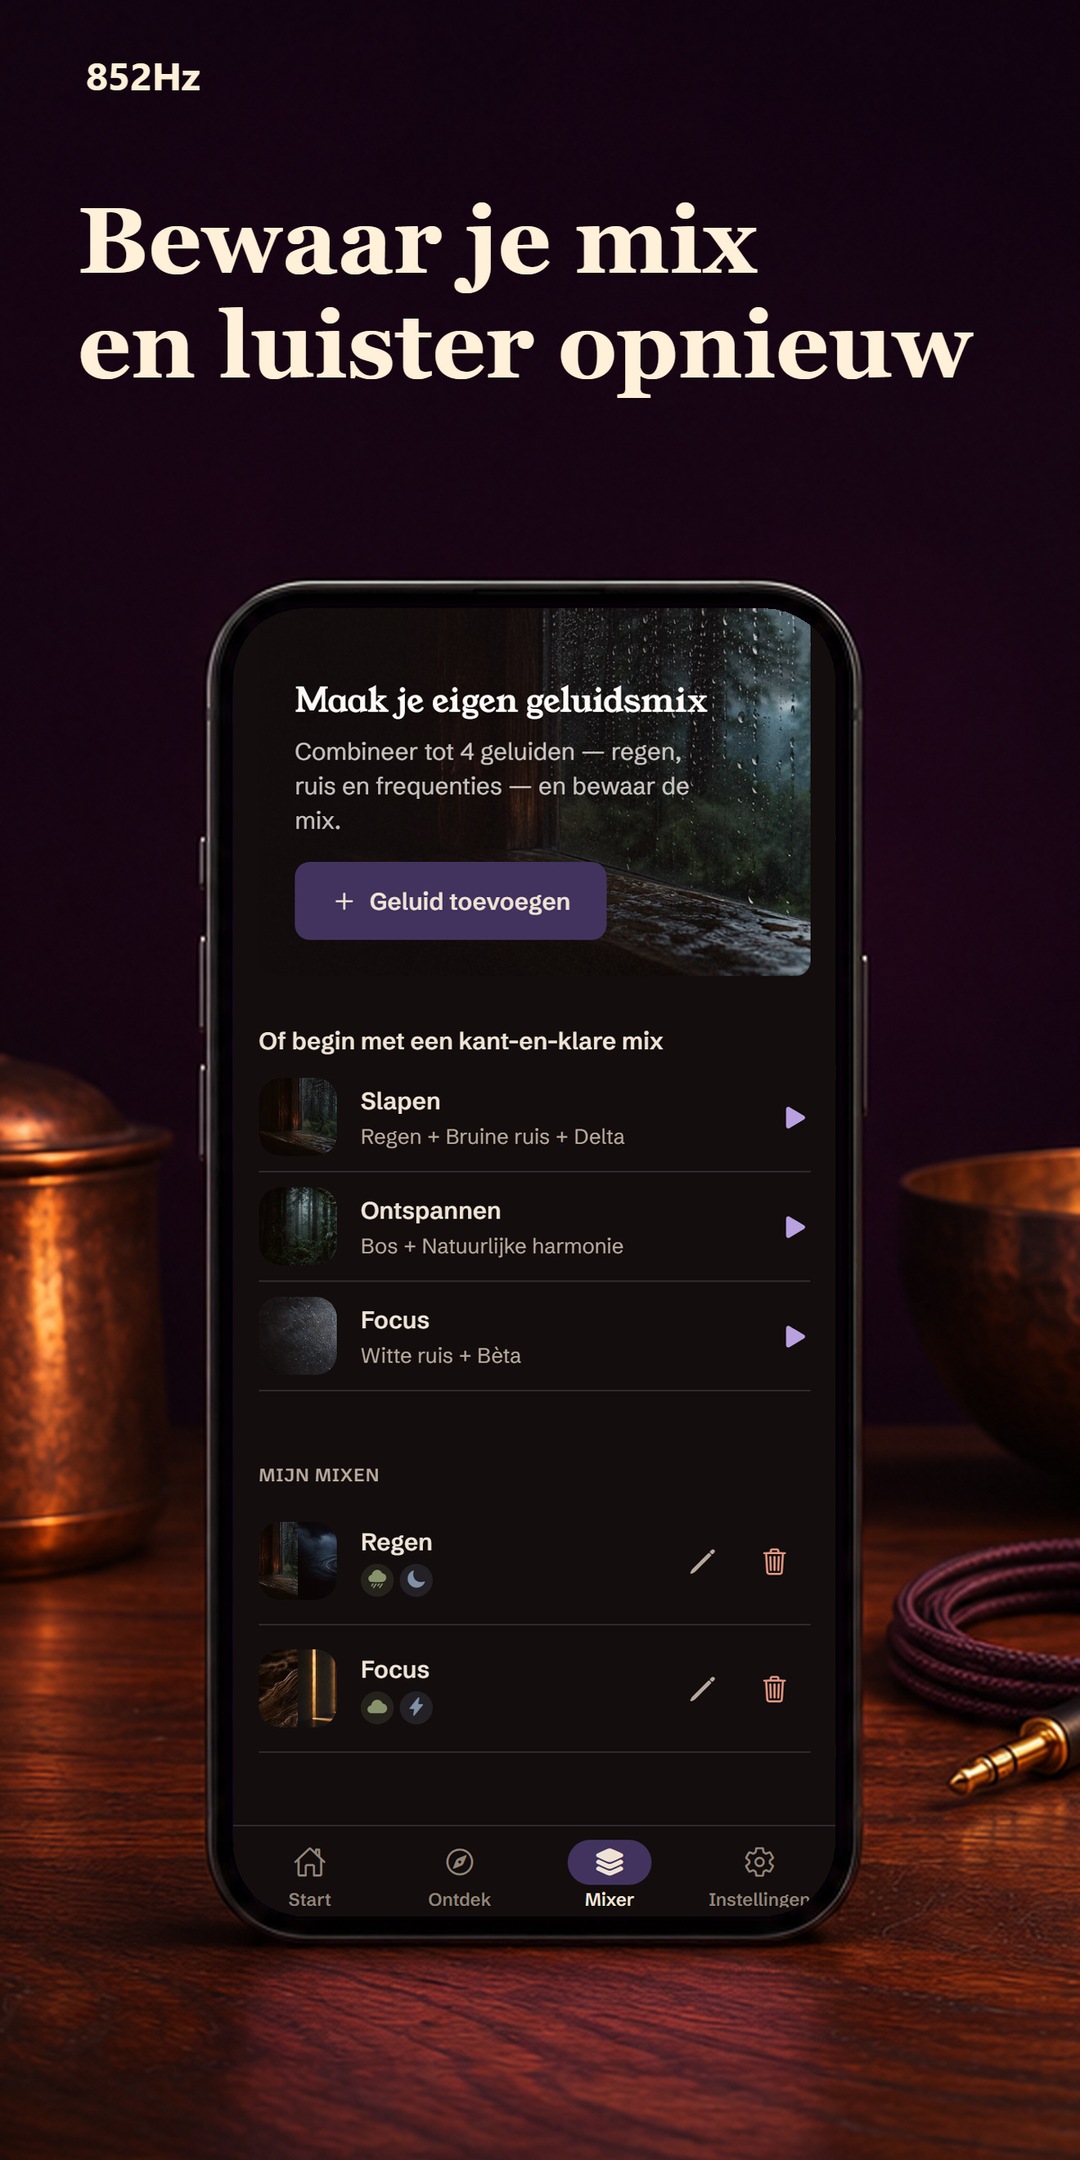 852Hz
Bewaar je mix
en luister opnieuw
Maak je eigen geluidsmix
Combineer tot 4 geluiden — regen,
ruis en frequenties — en bewaar de
mix.
+ Geluid toevoegen
Of begin met een kant-en-klare mix
Slapen
Regen + Bruine ruis + Delta
Ontspannen
Bos + Natuurlijke harmonie
Focus
Witte ruis + Bèta
MIJN MIXEN
Regen
Focus
Start
Ontdek
Mixer
Instellingen